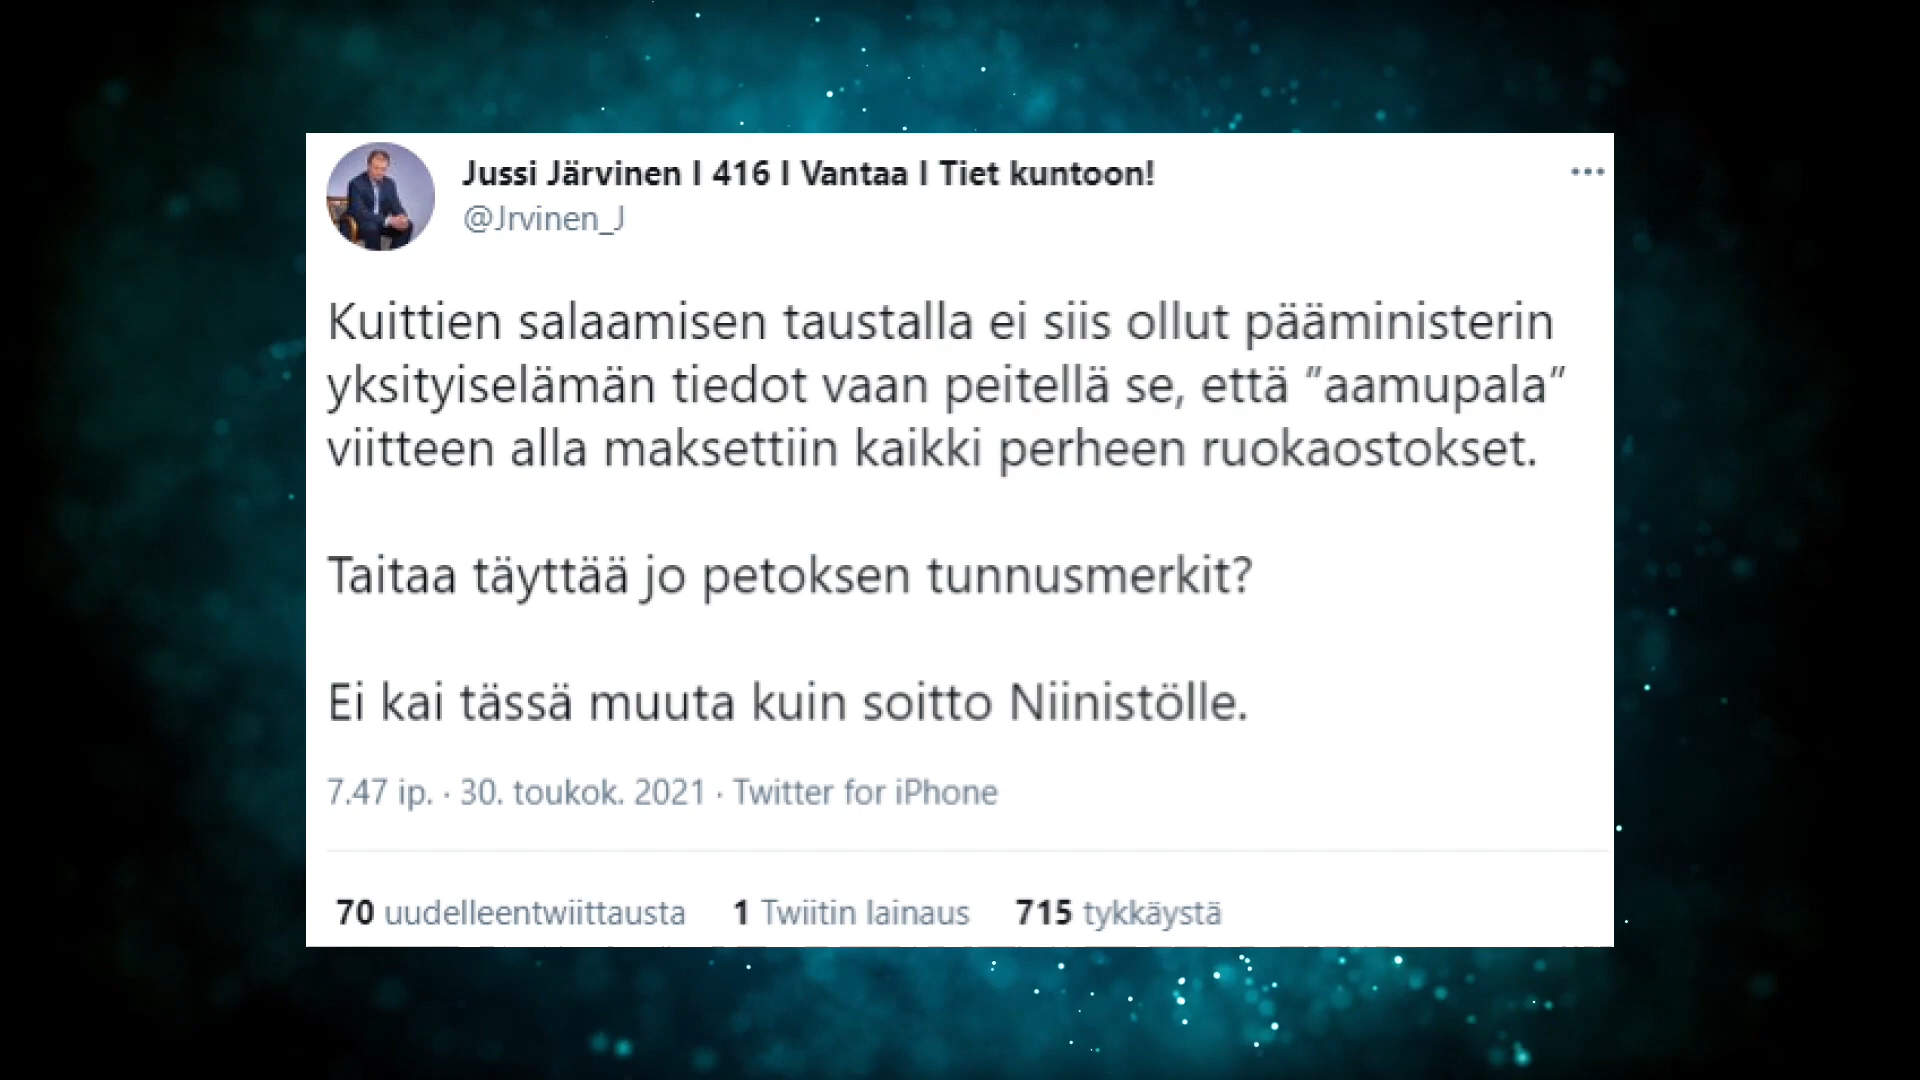 Jussi Järvinen I 416 I Vantaa I Tiet kuntoon!
@Jrvinen_J
Kuittien salaamisen taustalla ei siis ollut pääministerin
yksityiselämän tiedot vaan peitellä se, että ”aamupala”
viitteen alla maksettiin kaikki perheen ruokaostokset.
Taitaa täyttää jo petoksen tunnusmerkit?
Ei kai tässä muuta kuin soitto Niinistölle.
7.47 ip. · 30. toukok. 2021 · Twitter for iPhone
70 uudelleentwiittausta 1 Twiitin lainaus 715 tykkäystä